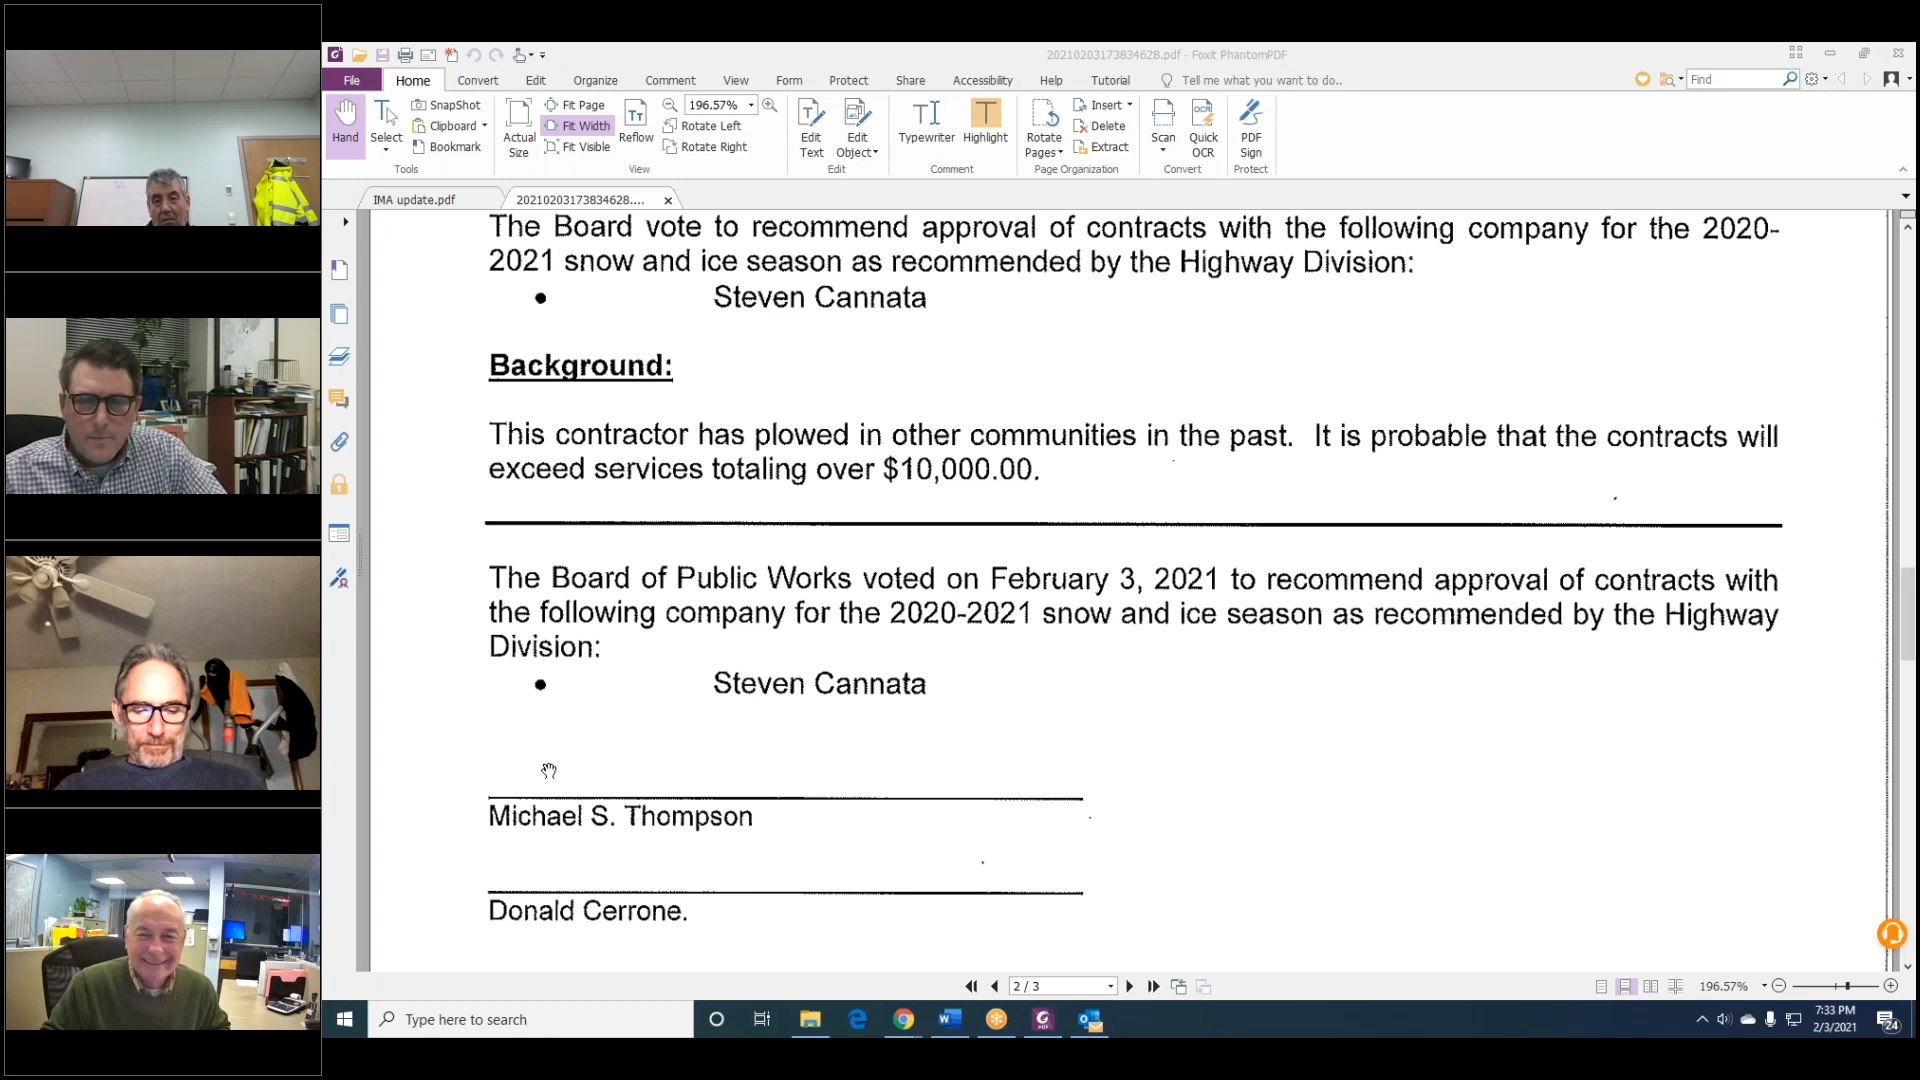 20210203173834628.pdf - Foxit PhantomPDF
File Home Convert Edit Organize Comment View Form Protect Share Accessibility Help Tutorial Tell me what you want to do.. Find
Hand
Select
SnapShot
Clipboard
Bookmark
Tools
Actual Size
Fit Page
Fit Width
Fit Visible
Reflow
196.57%
Rotate Left
Rotate Right
View
Edit Text
Edit Object
Edit
Typewriter
Highlight
Comment
Rotate Pages
Insert
Delete
Extract
Page Organization
Scan
Quick OCR
Convert
PDF Sign
Protect
IMA update.pdf 20210203173834628....
The Board vote to recommend approval of contracts with the following company for the 2020-
2021 snow and ice season as recommended by the Highway Division:
• Steven Cannata
Background:
This contractor has plowed in other communities in the past. It is probable that the contracts will
exceed services totaling over $10,000.00.
The Board of Public Works voted on February 3, 2021 to recommend approval of contracts with
the following company for the 2020-2021 snow and ice season as recommended by the Highway
Division:
• Steven Cannata
Michael S. Thompson
Donald Cerrone.
2 / 3 196.57%
Type here to search
7:33 PM
2/3/2021
24